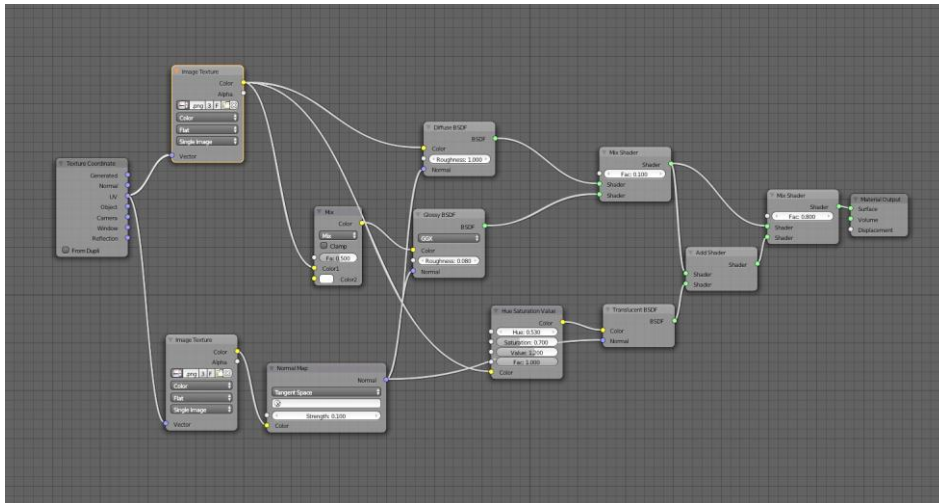 Image Texture
Color
Alpha
.png 3 F
Color
Flat
Single Image
Vector
Texture Coordinate
Generated
Normal
UV
Object
Camera
Window
Reflection
From Dupli
Image Texture
Color
Alpha
.png 3 F
Color
Flat
Single Image
Vector
Mix
Color
Mix
Clamp
Fa: 0.500
Color1
Color2
Normal Map
Normal
Tangent Space
Strength: 0.100
Color
Diffuse BSDF
BSDF
Color
Roughness: 1.000
Normal
Glossy BSDF
BSDF
GGX
Color
Roughness: 0.080
Normal
Hue Saturation Value
Color
Hue: 0.530
Saturation: 0.700
Value: 1.200
Fac: 1.000
Color
Mix Shader
Shader
Fac: 0.100
Shader
Shader
Translucent BSDF
BSDF
Color
Normal
Add Shader
Shader
Shader
Shader
Mix Shader
Shader
Fac: 0.800
Shader
Shader
Material Output
Surface
Volume
Displacement